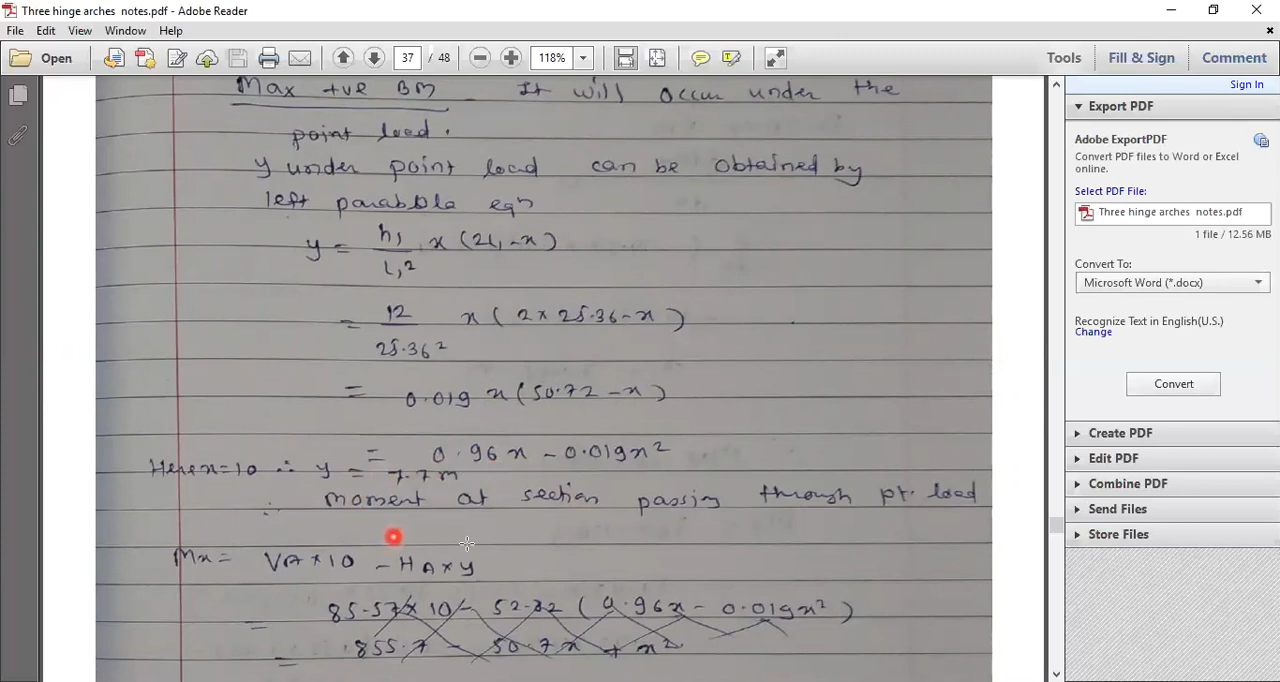 Three hinge arches notes.pdf - Adobe Reader
File Edit View Window Help
Open 37 / 48 118% Tools Fill & Sign Comment
Sign In
Export PDF
Adobe ExportPDF
Convert PDF files to Word or Excel
online.
Select PDF File:
Three hinge arches notes.pdf
1 file / 12.56 MB
Convert To:
Microsoft Word (*.docx)
Recognize Text in English(U.S.)
Change
Convert
Create PDF
Edit PDF
Combine PDF
Send Files
Store Files
Max +ve BM _ It will occur under the
point load.
y under point load can be obtained by
left parabola eqn
y = h1/L1² x (2L1 - x)
= 12/25.36² x (2 x 25.36 - x)
= 0.019 x (50.72 - x)
= 0.96x - 0.019x²
Here x=10 ∴ y = 7.7m
∴ moment at section passing through pt. load
Mx = VA × 10 - HA × y
= 85.57 × 10 - 52.32 (0.96x - 0.019x²)
= 855.7 - 50.7x + x²